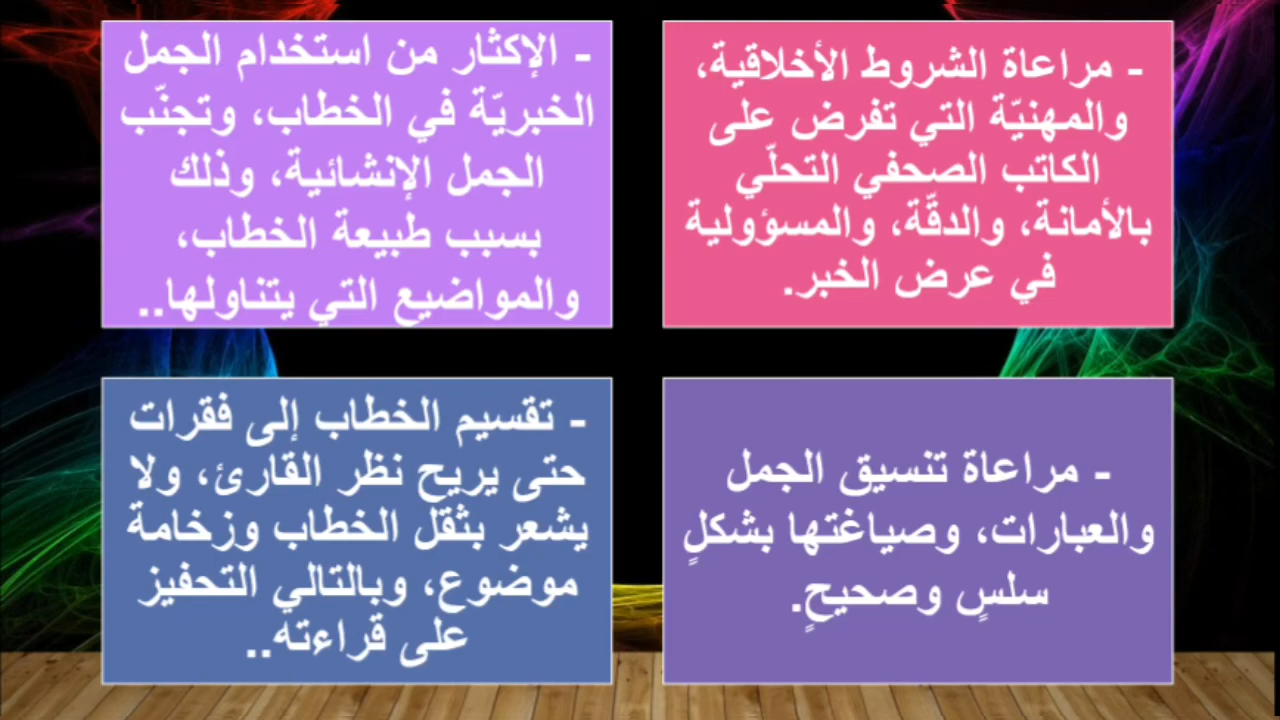 - مراعاة الشروط الأخلاقية،
والمهنيّة التي تفرض على
الكاتب الصحفي التحلّي
بالأمانة، والدقّة، والمسؤولية
في عرض الخبر.
- الإكثار من استخدام الجمل
الخبريّة في الخطاب، وتجنّب
الجمل الإنشائية، وذلك
بسبب طبيعة الخطاب،
والمواضيع التي يتناولها..
- مراعاة تنسيق الجمل
والعبارات، وصياغتها بشكلٍ
سلسٍ وصحيحٍ.
- تقسيم الخطاب إلى فقرات
حتى يريح نظر القارئ، ولا
يشعر بثقل الخطاب وزخامة
موضوع، وبالتالي التحفيز
على قراءته..